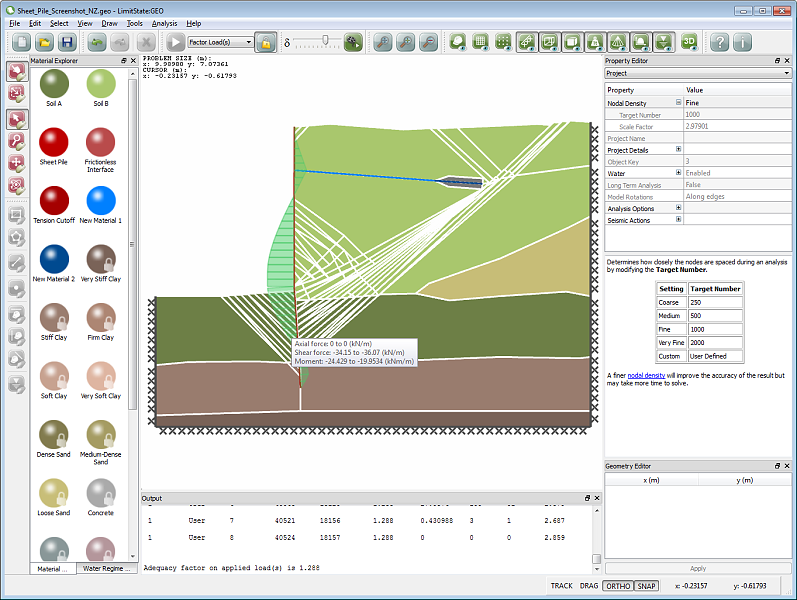 Sheet_Pile_Screenshot_NZ.geo - LimitState:GEO
File Edit Select View Draw Tools Analysis Help
Factor Load(s)
δ
3D
?
i
Material Explorer
Soil A
Soil B
Sheet Pile
Frictionless Interface
Tension Cutoff
New Material 1
New Material 2
Very Stiff Clay
Stiff Clay
Firm Clay
Soft Clay
Very Soft Clay
Dense Sand
Medium-Dense Sand
Loose Sand
Concrete
Material ...
Water Regime ...
PROBLEM SIZE (m):
x: 9.99980 y: 7.07361
CURSOR (m):
x: -0.23157 y: -0.61793
Axial force: 0 to 0 (kN/m)
Shear force: -34.15 to -36.07 (kN/m)
Moment: -24.429 to -19.9534 (kNm/m)
Output
1 User 7 40521 18156 1.288 0.430988 3 1 2.687
1 User 8 40524 18157 1.288 0 0 0 2.859
Adequacy factor on applied load(s) is 1.288
Property Editor
Project
Property Value
Nodal Density Fine
Target Number 1000
Scale Factor 2.97901
Project Name
Project Details
Object Key 3
Water Enabled
Long Term Analysis False
Model Rotations Along edges
Analysis Options
Seismic Actions
Determines how closely the nodes are spaced during an analysis
by modifying the Target Number.
Setting Target Number
Coarse 250
Medium 500
Fine 1000
Very Fine 2000
Custom User Defined
A finer nodal density will improve the accuracy of the result but
may take more time to solve.
Geometry Editor
x (m) y (m)
Apply
TRACK DRAG ORTHO SNAP x: -0.23157 y: -0.61793